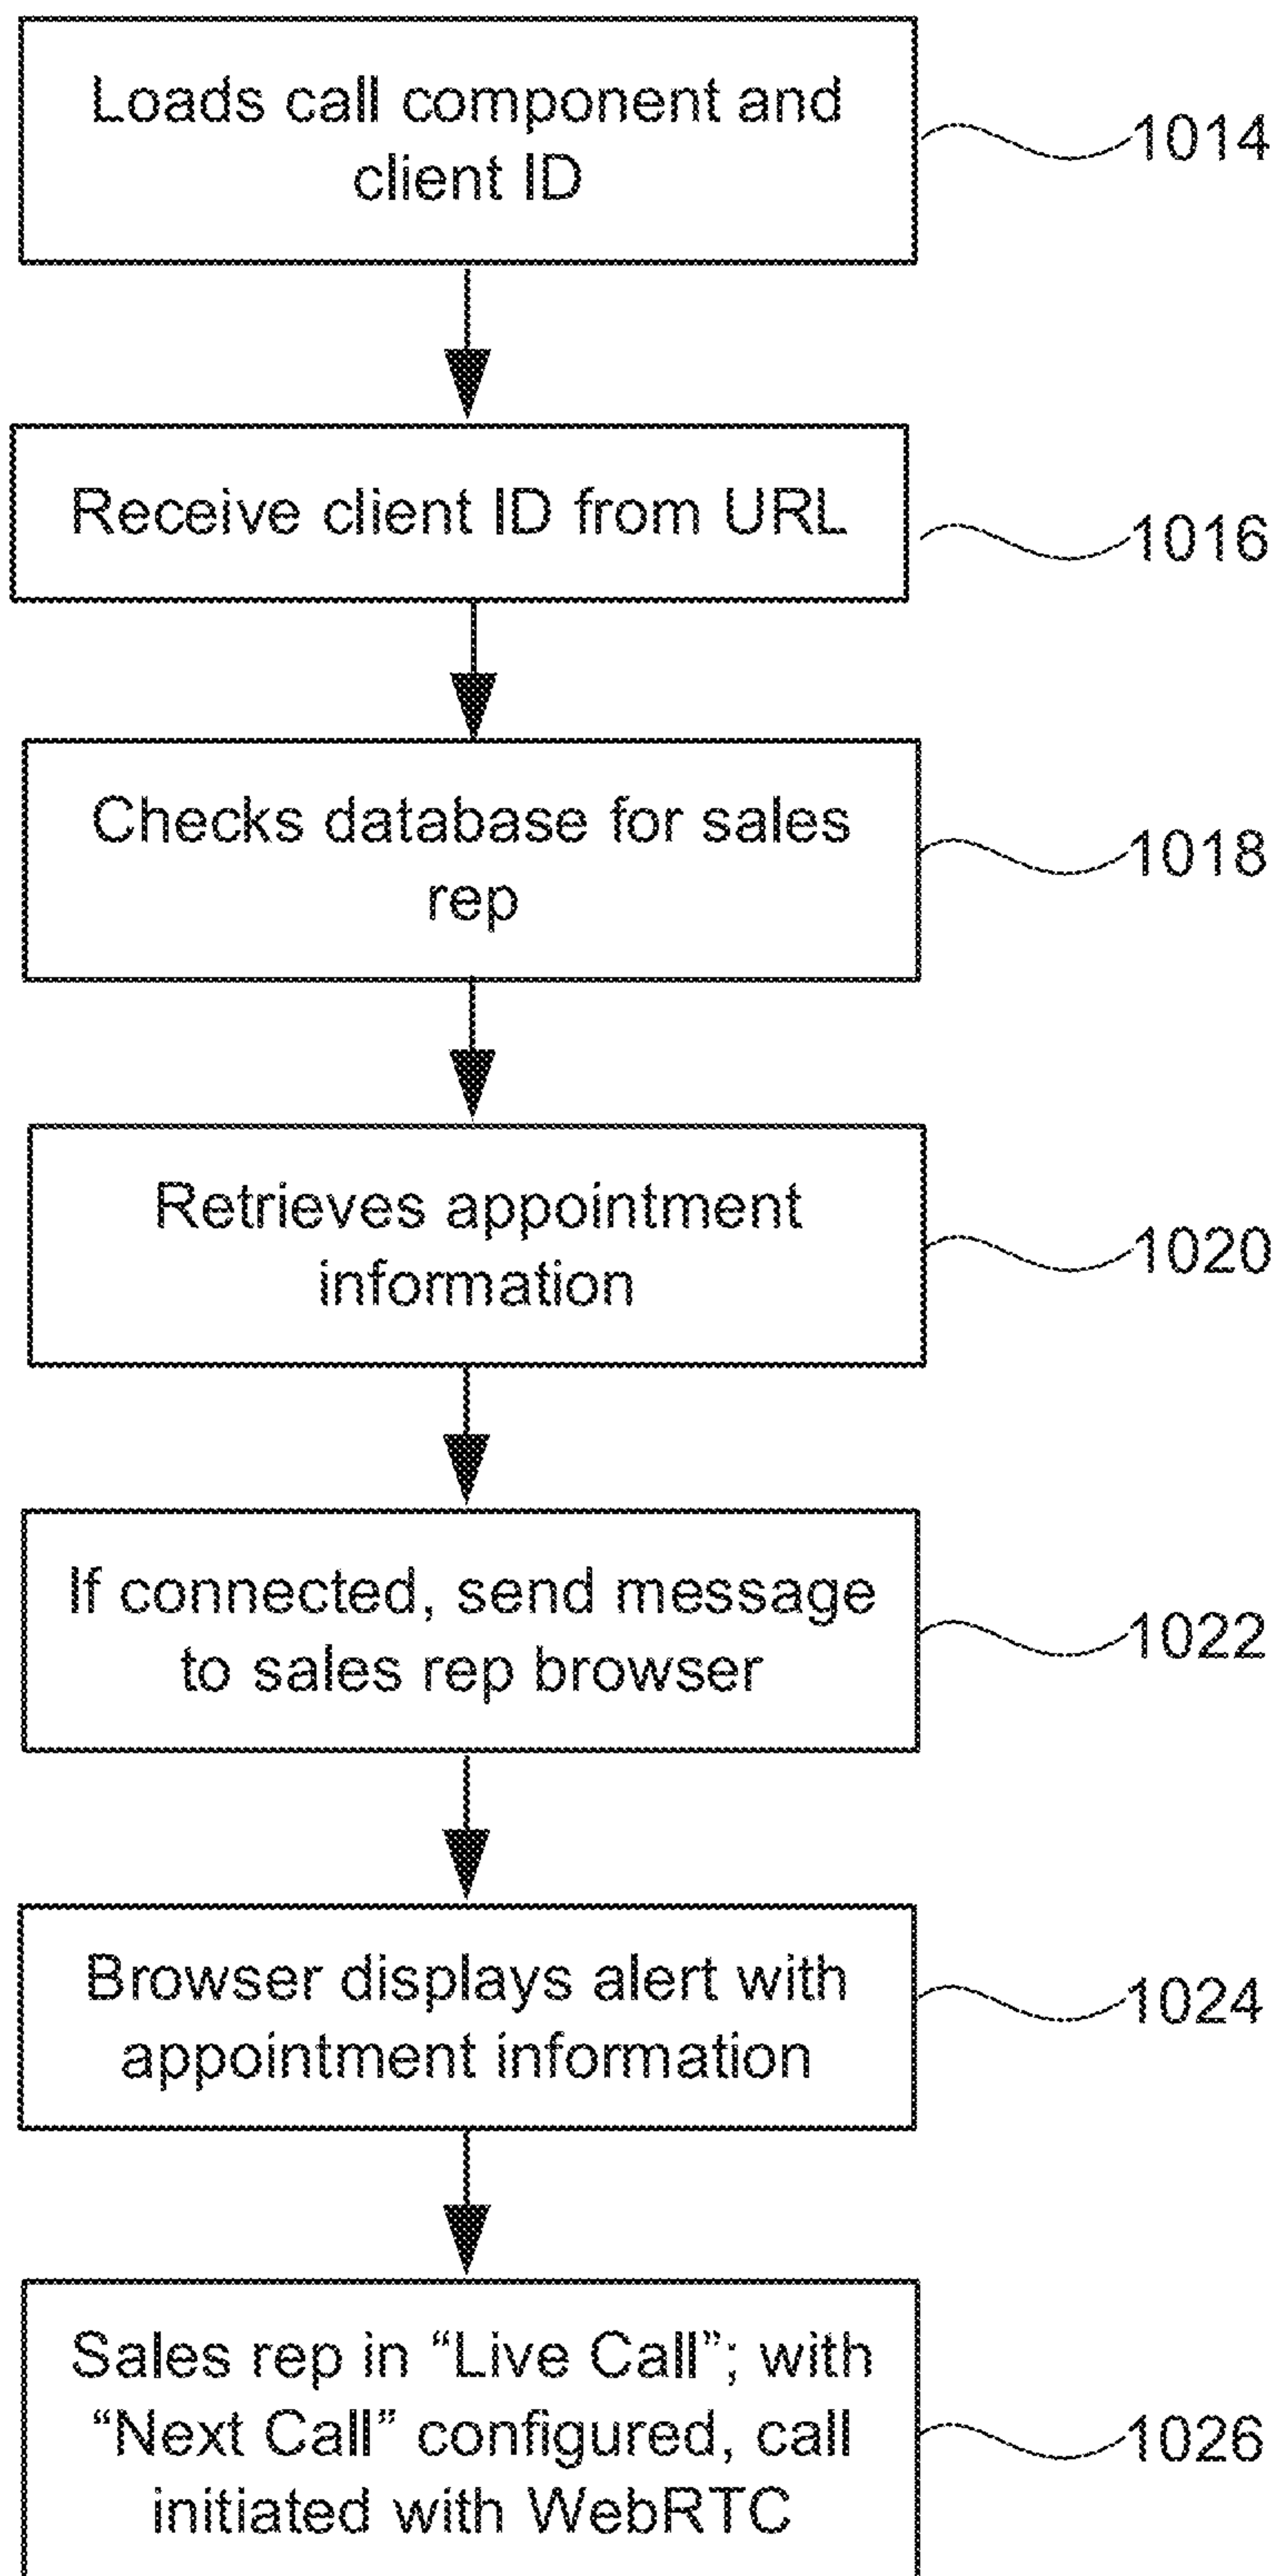 Loads call component and
client ID
1014
Receive client ID from URL
1016
Checks database for sales
rep
1018
Retrieves appointment
information
1020
If connected, send message
to sales rep browser
1022
Browser displays alert with
appointment information
1024
Sales rep in “Live Call”; with
“Next Call” configured, call
initiated with WebRTC
1026